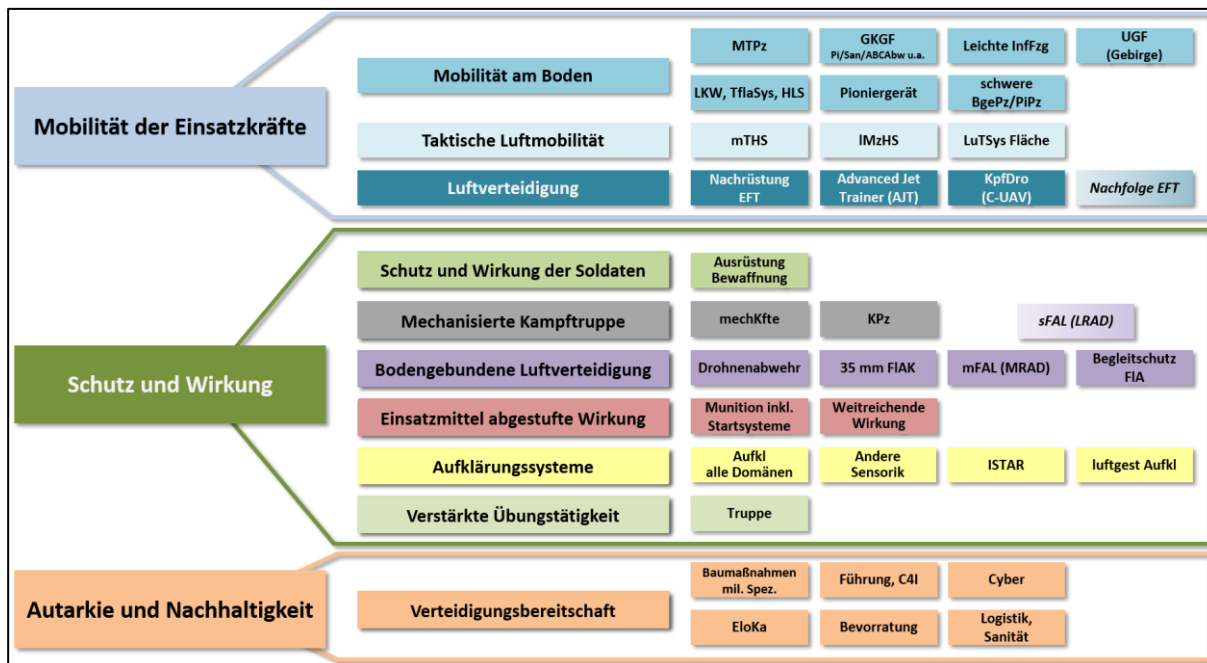 Mobilität der Einsatzkräfte
Mobilität am Boden
MTPz
GKGF
Pi/San/ABCAbw u.a.
Leichte InfFzg
UGF
(Gebirge)
LKW, TflaSys, HLS
Pioniergerät
schwere
BgePz/PiPz
Taktische Luftmobilität
mTHS
lMzHS
LuTSys Fläche
Luftverteidigung
Nachrüstung
EFT
Advanced Jet
Trainer (AJT)
KpfDro
(C-UAV)
Nachfolge EFT
Schutz und Wirkung
Schutz und Wirkung der Soldaten
Ausrüstung
Bewaffnung
Mechanisierte Kampftruppe
mechKfte
KPz
sFAL (LRAD)
Bodengebundene Luftverteidigung
Drohnenabwehr
35 mm FlAK
mFAL (MRAD)
Begleitschutz
FlA
Einsatzmittel abgestufte Wirkung
Munition inkl.
Startsysteme
Weitreichende
Wirkung
Aufklärungssysteme
Aufkl
alle Domänen
Andere
Sensorik
ISTAR
luftgest Aufkl
Verstärkte Übungstätigkeit
Truppe
Autarkie und Nachhaltigkeit
Verteidigungsbereitschaft
Baumaßnahmen
mil. Spez.
Führung, C4I
Cyber
EloKa
Bevorratung
Logistik,
Sanität